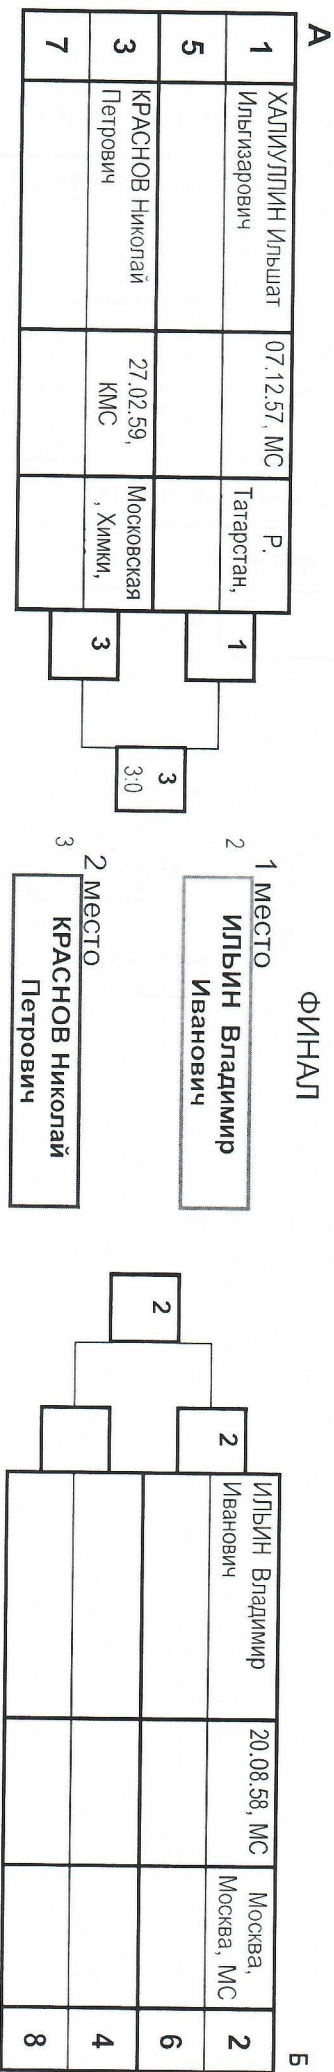 А
ФИНАЛ
Б
1
ХАЛИУЛЛИН Ильшат
Ильгизарович
07.12.57, МС
Р.
Татарстан,
5
3
КРАСНОВ Николай
Петрович
27.02.59,
КМС
Московская
, Химки,
7
1
3
3
3:0
1 место
2
ИЛЬИН Владимир
Иванович
2 место
3
КРАСНОВ Николай
Петрович
2
2
ИЛЬИН Владимир
Иванович
20.08.58, МС
Москва,
Москва, МС
2
6
4
8